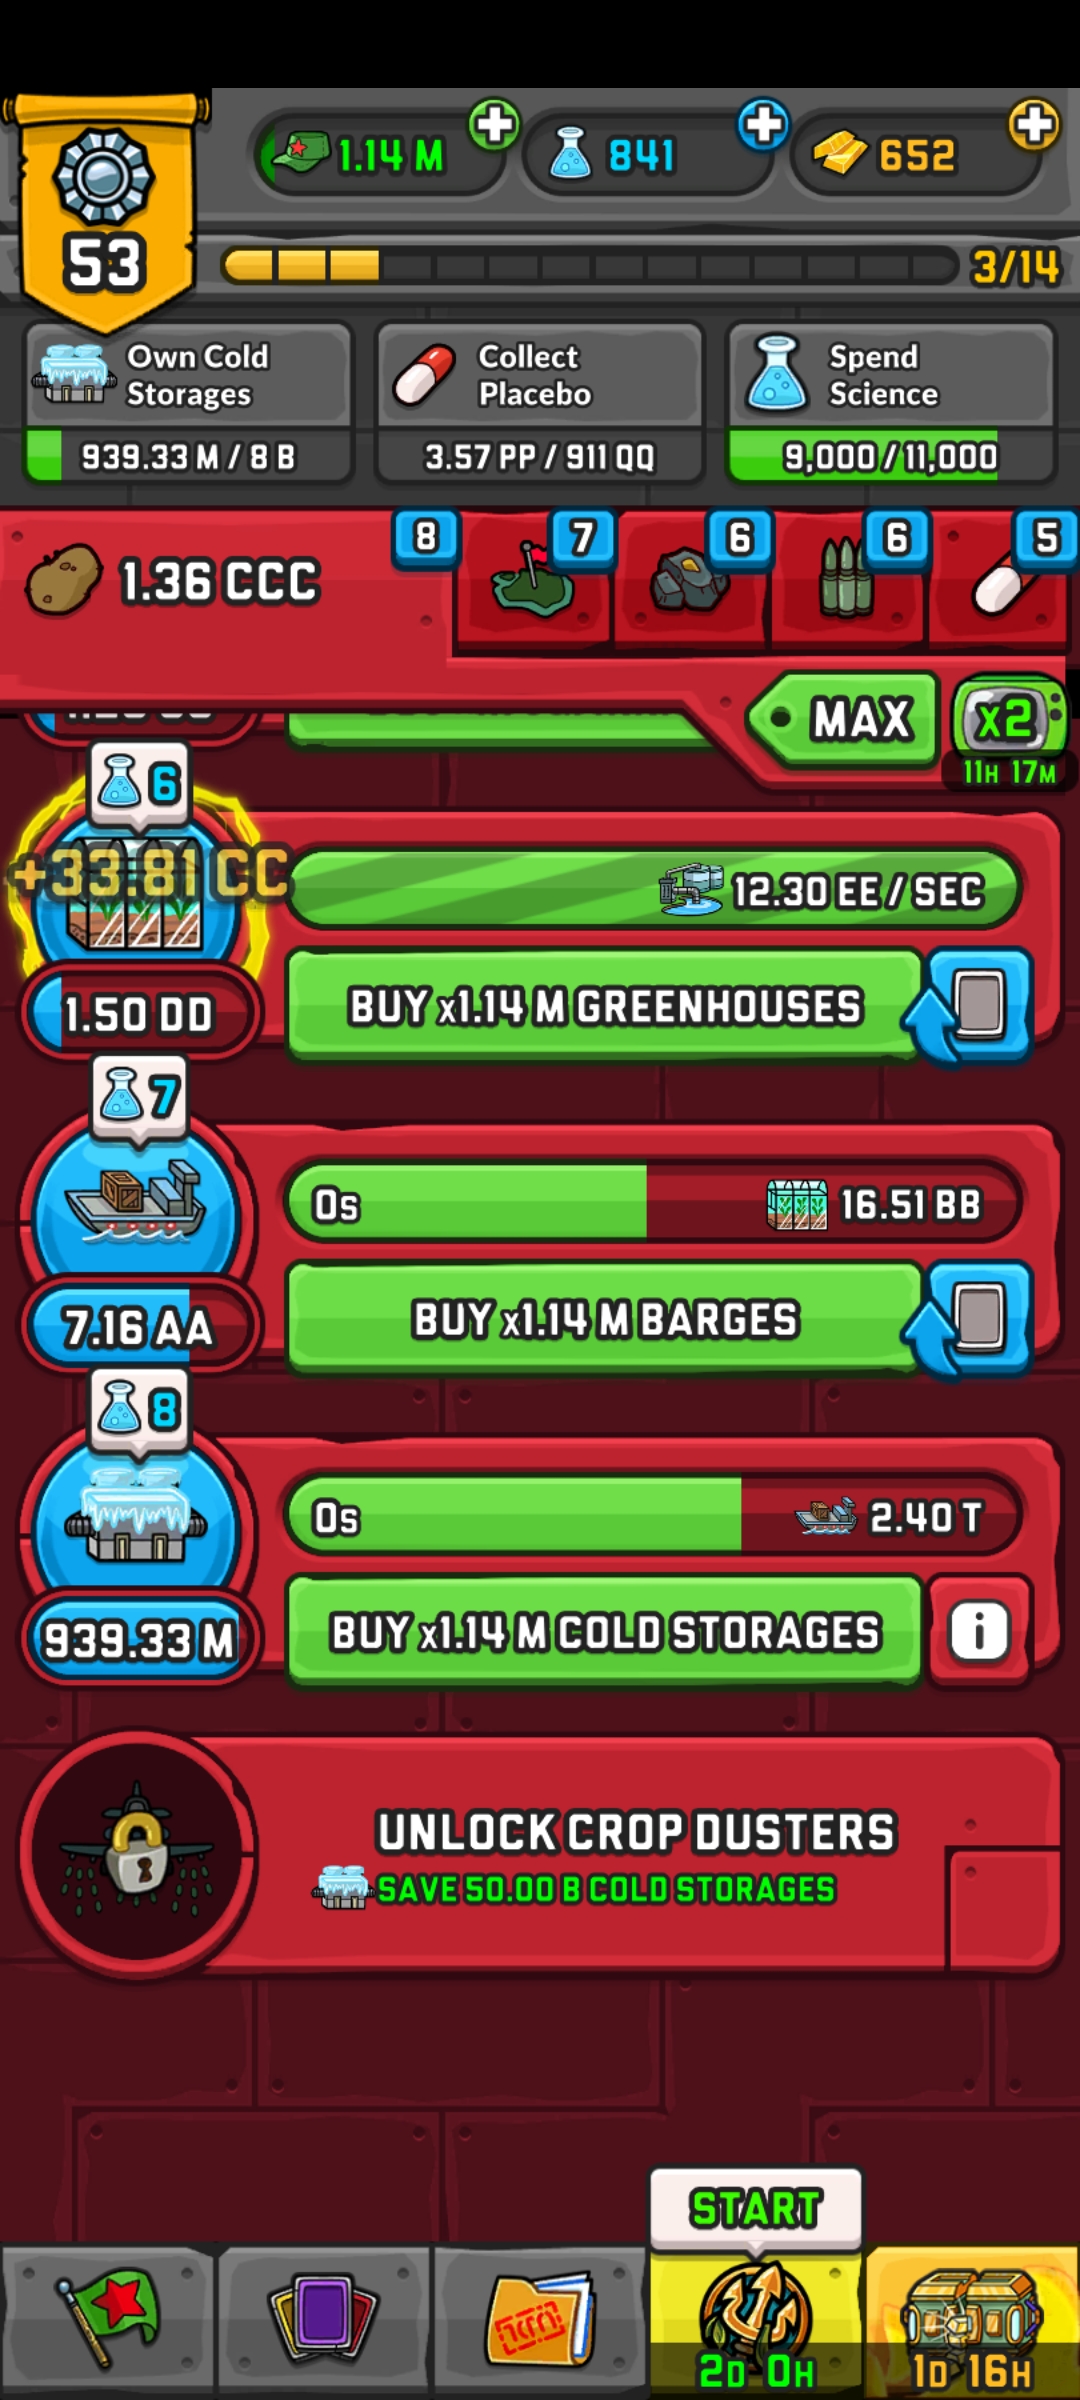 53
1.14 M
841
652
3/14
Own Cold
Storages
939.33 M / 8 B
Collect
Placebo
3.57 PP / 911 QQ
Spend
Science
9,000 / 11,000
1.36 CCC
8
7
6
6
5
MAX
x2
11H 17M
6
+33.81 CC
12.30 EE / SEC
1.50 DD
BUY x1.14 M GREENHOUSES
7
0s
16.51 BB
7.16 AA
BUY x1.14 M BARGES
8
0s
2.40 T
939.33 M
BUY x1.14 M COLD STORAGES
i
UNLOCK CROP DUSTERS
SAVE 50.00 B COLD STORAGES
START
2D 0H
1D 16H